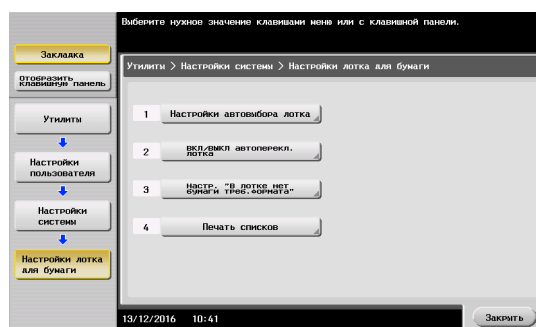 Выберите нужное значение клавишами меню или с клавишной панели.
Закладка
Отобразить
клавишную панель
Утилиты > Настройки системы > Настройки лотка для бумаги
Утилиты
Настройки
пользователя
Настройки
системы
Настройки лотка
для бумаги
1 Настройки автовыбора лотка
2 ВКЛ/ВЫКЛ автоперекл.
лотка
3 Настр. "В лотке нет
бумаги треб.формата"
4 Печать списков
13/12/2016 10:41
Закрыть